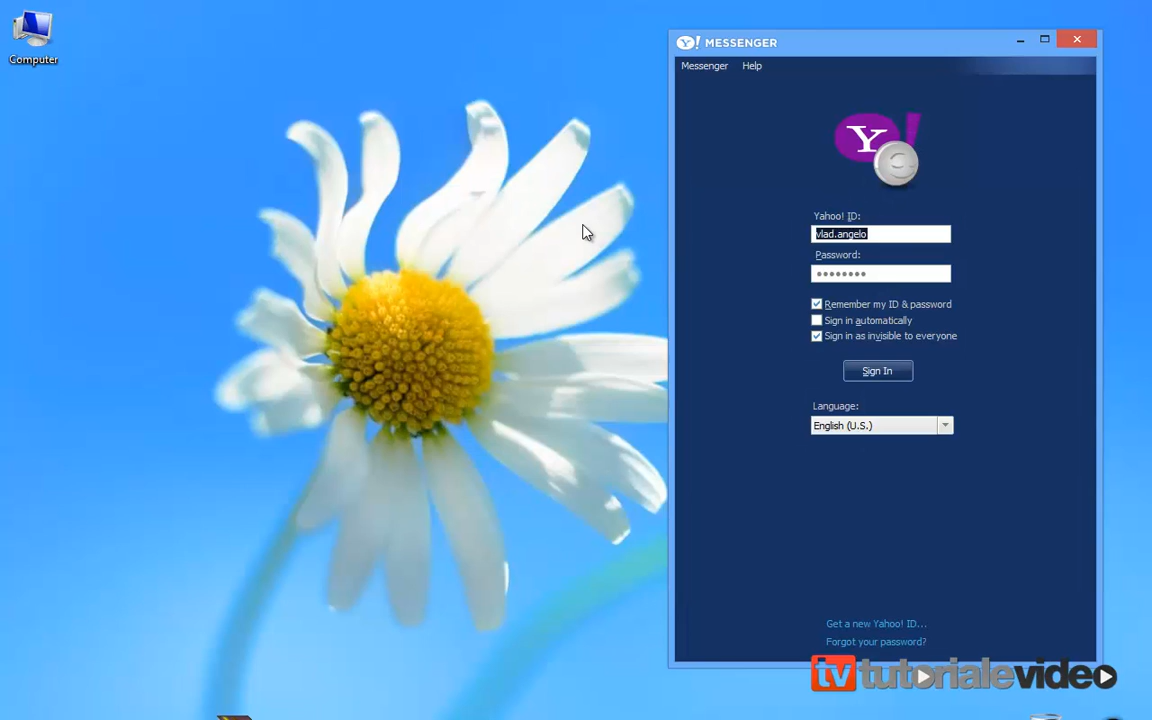 Computer
Y! MESSENGER
Messenger Help
Y!
Yahoo! ID:
vlad.angelo
Password:
Remember my ID & password
Sign in automatically
Sign in as invisible to everyone
Sign In
Language:
English (U.S.)
Get a new Yahoo! ID...
Forgot your password?
tv tutorialevideo